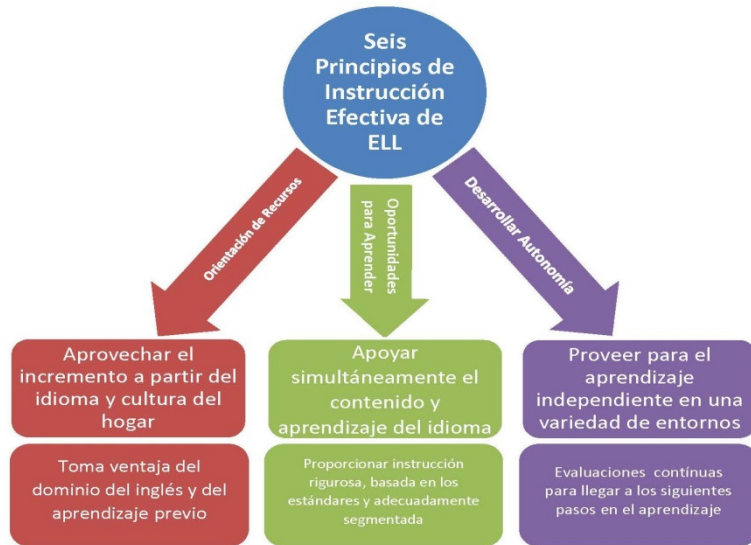 Seis
Principios de
Instrucción
Efectiva de
ELL
Orientación de Recursos
Oportunidades
para Aprender
Desarrollar Autonomía
Aprovechar el
incremento a partir del
idioma y cultura del
hogar
Apoyar
simultáneamente el
contenido y
aprendizaje del idioma
Proveer para el
aprendizaje
independiente en una
variedad de entornos
Toma ventaja del
dominio del inglés y del
aprendizaje previo
Proporcionar instrucción
rigurosa, basada en los
estándares y adecuadamente
segmentada
Evaluaciones contínuas
para llegar a los siguientes
pasos en el aprendizaje